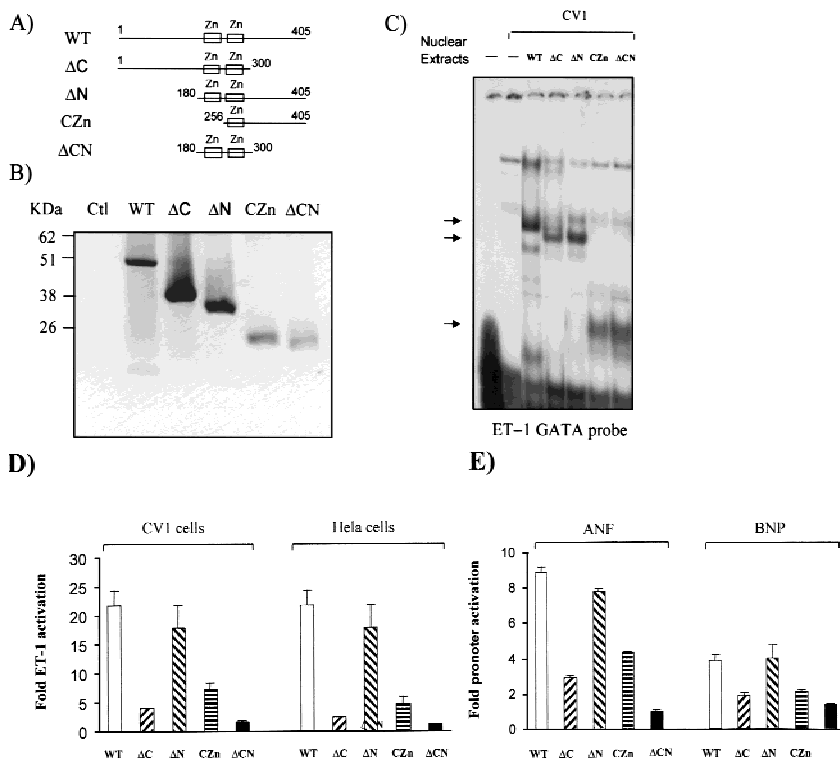 A)
Zn Zn
WT 1 405
Zn Zn
ΔC 1 300
Zn Zn
ΔN 180 405
Zn
CZn 256 405
Zn Zn
ΔCN 180 300
B)
KDa Ctl WT ΔC ΔN CZn ΔCN
62
51
38
26
C)
CV1
Nuclear
Extracts – – WT ΔC ΔN CZn ΔCN
ET-1 GATA probe
D)
CV1 cells Hela cells
Fold ET-1 activation
30
25
20
15
10
5
0
WT ΔC ΔN CZn ΔCN WT ΔC ΔN CZn ΔCN
E)
ANF BNP
Fold promoter activation
10
8
6
4
2
0
WT ΔC ΔN CZn ΔCN WT ΔC ΔN CZn ΔCN